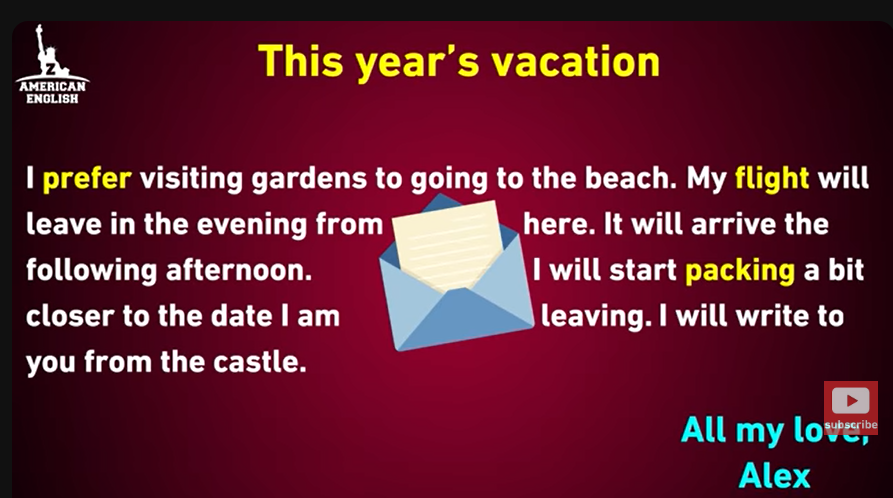 AMERICAN
ENGLISH
This year's vacation
I prefer visiting gardens to going to the beach. My flight will
leave in the evening from here. It will arrive the
following afternoon. I will start packing a bit
closer to the date I am leaving. I will write to
you from the castle.
subscribe
All my love,
Alex